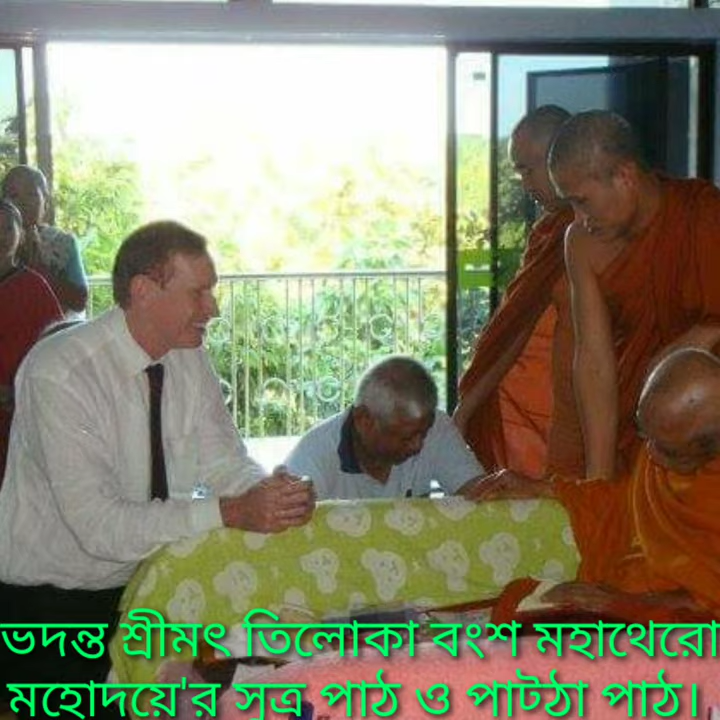 ভদন্ত শ্রীমৎ তিলোকা বংশ মহাথেরো
মহোদয়ে'র সুত্র পাঠ ও পাটঠা পাঠ।